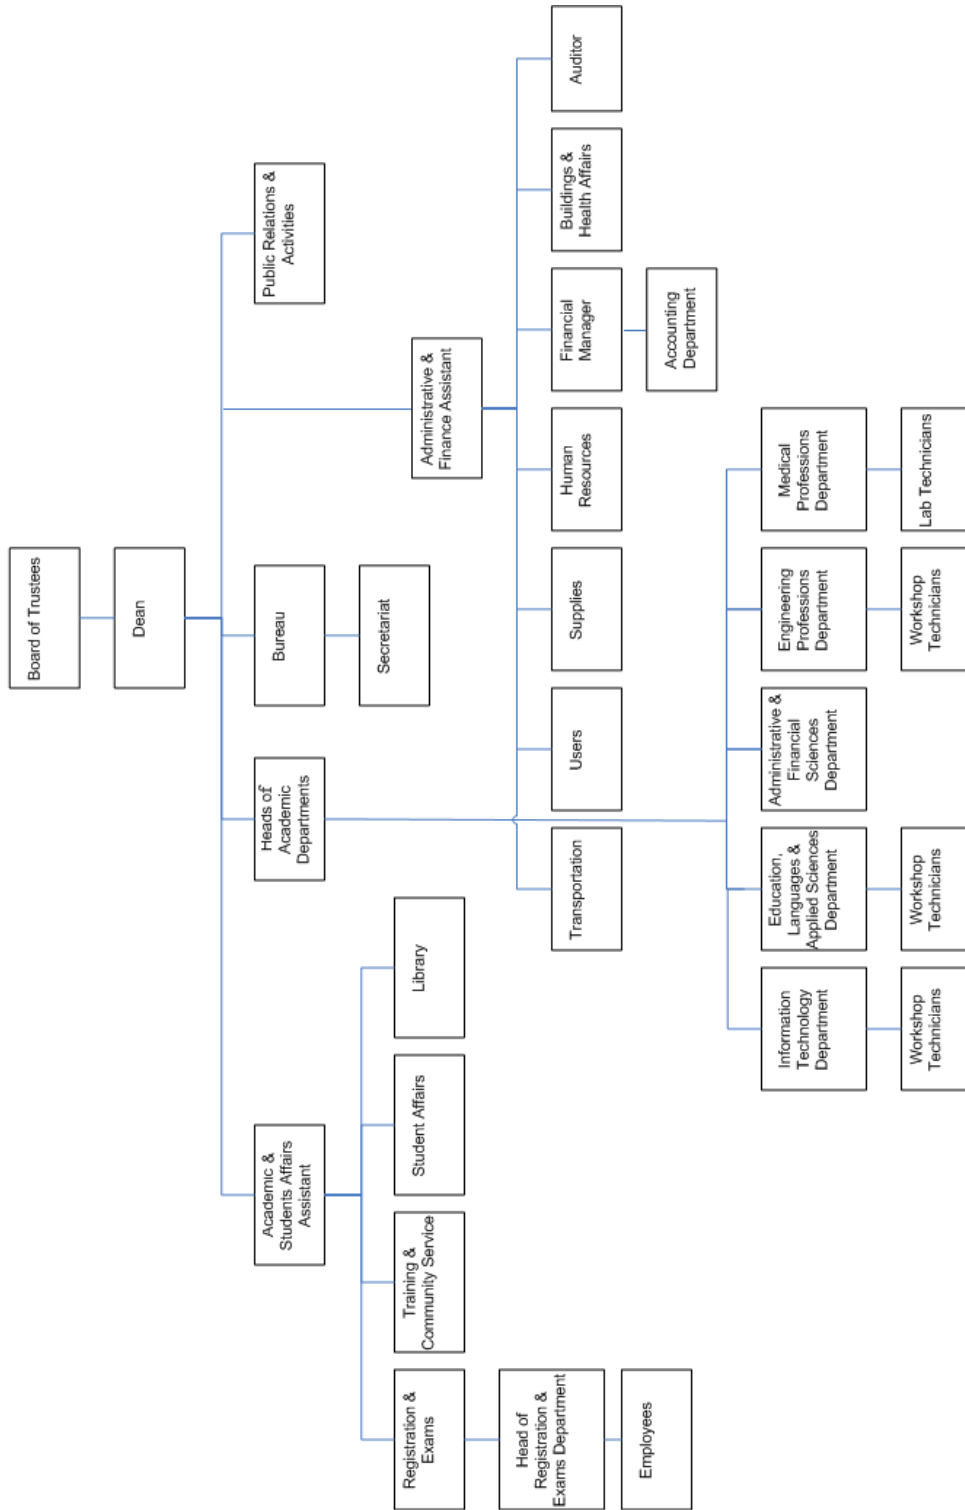 Board of Trustees
Dean
Academic &
Students Affairs
Assistant
Heads of
Academic
Departments
Bureau
Public Relations &
Activities
Secretariat
Administrative &
Finance Assistant
Registration &
Exams
Training &
Community Service
Student Affairs
Library
Head of
Registration &
Exams Department
Employees
Transportation
Users
Supplies
Human
Resources
Financial
Manager
Buildings &
Health Affairs
Auditor
Accounting
Department
Information
Technology
Department
Education,
Languages &
Applied Sciences
Department
Administrative &
Financial
Sciences
Department
Engineering
Professions
Department
Medical
Professions
Department
Workshop
Technicians
Workshop
Technicians
Workshop
Technicians
Lab Technicians